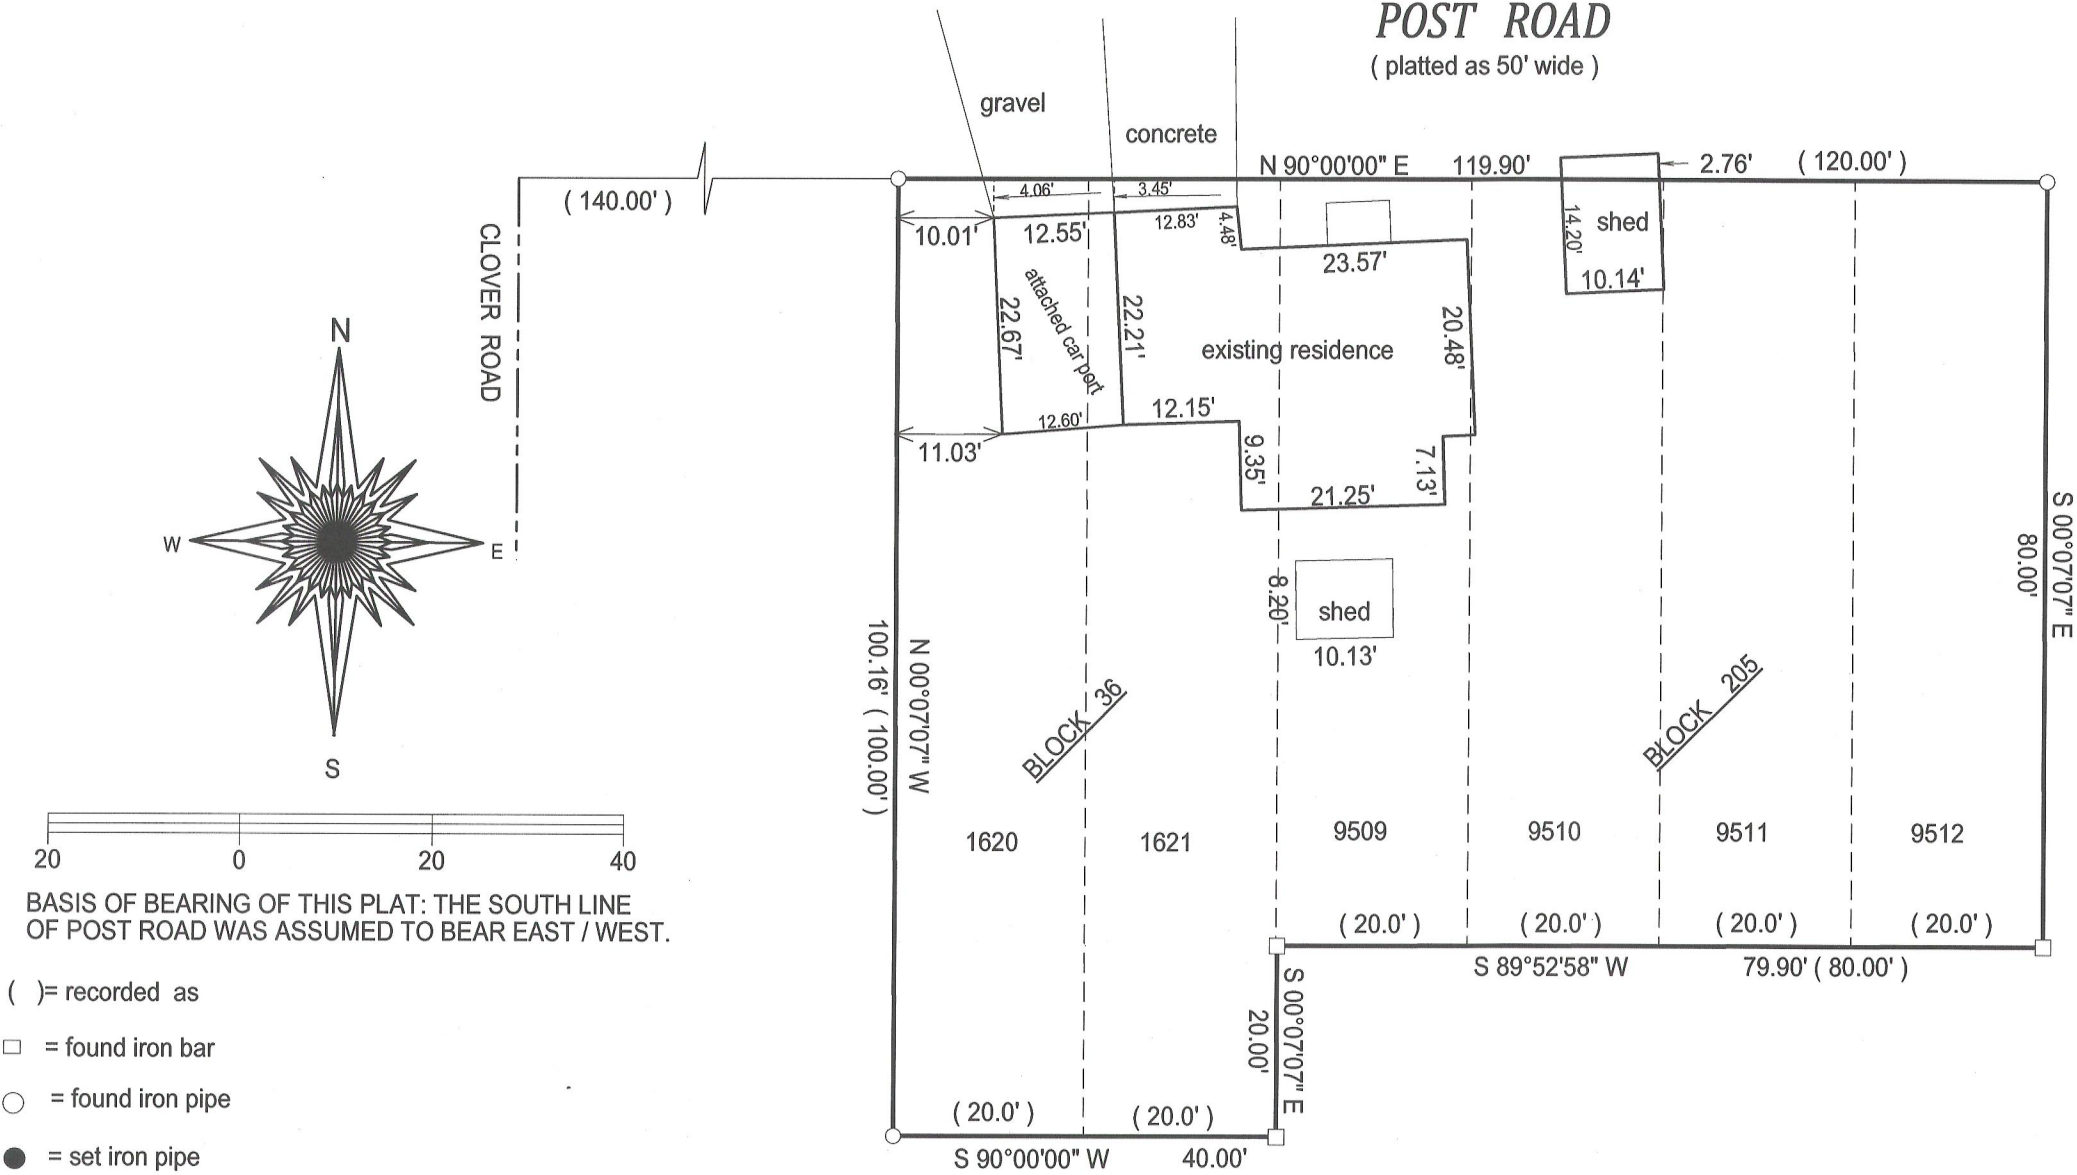 POST ROAD
( platted as 50' wide )
gravel
concrete
N 90°00'00" E 119.90'
2.76' ( 120.00' )
( 140.00' )
CLOVER ROAD
4.06'
3.45'
10.01'
12.55'
12.83'
4.48'
23.57'
14.20'
shed
10.14'
attached car port
22.67'
22.21'
existing residence
20.48'
12.60'
12.15'
11.03'
9.35'
7.13'
21.25'
8.20'
shed
10.13'
S 00°07'07" E
80.00'
N
W
E
S
100.16' ( 100.00' )
N 00°07'07" W
BLOCK 36
BLOCK 205
1620
1621
9509
9510
9511
9512
( 20.0' )
( 20.0' )
( 20.0' )
( 20.0' )
S 89°52'58" W 79.90' ( 80.00' )
S 00°07'07" E
20.00'
( 20.0' )
( 20.0' )
S 90°00'00" W 40.00'
20 0 20 40
BASIS OF BEARING OF THIS PLAT: THE SOUTH LINE
OF POST ROAD WAS ASSUMED TO BEAR EAST / WEST.
( )= recorded as
= found iron bar
= found iron pipe
= set iron pipe